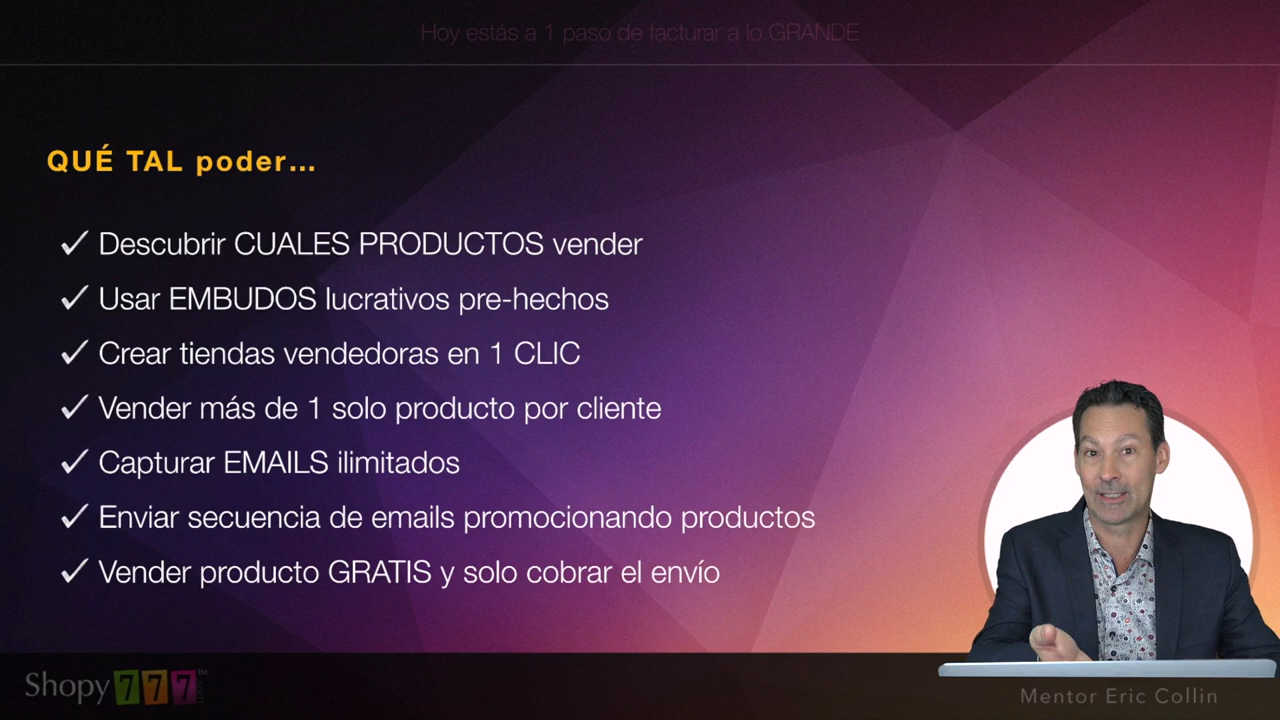 Hoy estás a 1 paso de facturar a lo GRANDE
QUÉ TAL poder...
✓ Descubrir CUALES PRODUCTOS vender
✓ Usar EMBUDOS lucrativos pre-hechos
✓ Crear tiendas vendedoras en 1 CLIC
✓ Vender más de 1 solo producto por cliente
✓ Capturar EMAILS ilimitados
✓ Enviar secuencia de emails promocionando productos
✓ Vender producto GRATIS y solo cobrar el envío
Shopy777™
Mentor Eric Collin